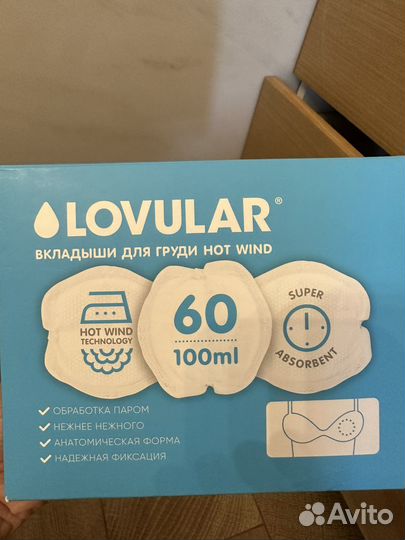 LOVULAR®
ВКЛАДЫШИ ДЛЯ ГРУДИ HOT WIND
HOT WIND
TECHNOLOGY
60
100ml
SUPER
ABSORBENT
ОБРАБОТКА ПАРОМ
НЕЖНЕЕ НЕЖНОГО
АНАТОМИЧЕСКАЯ ФОРМА
НАДЕЖНАЯ ФИКСАЦИЯ
Avito